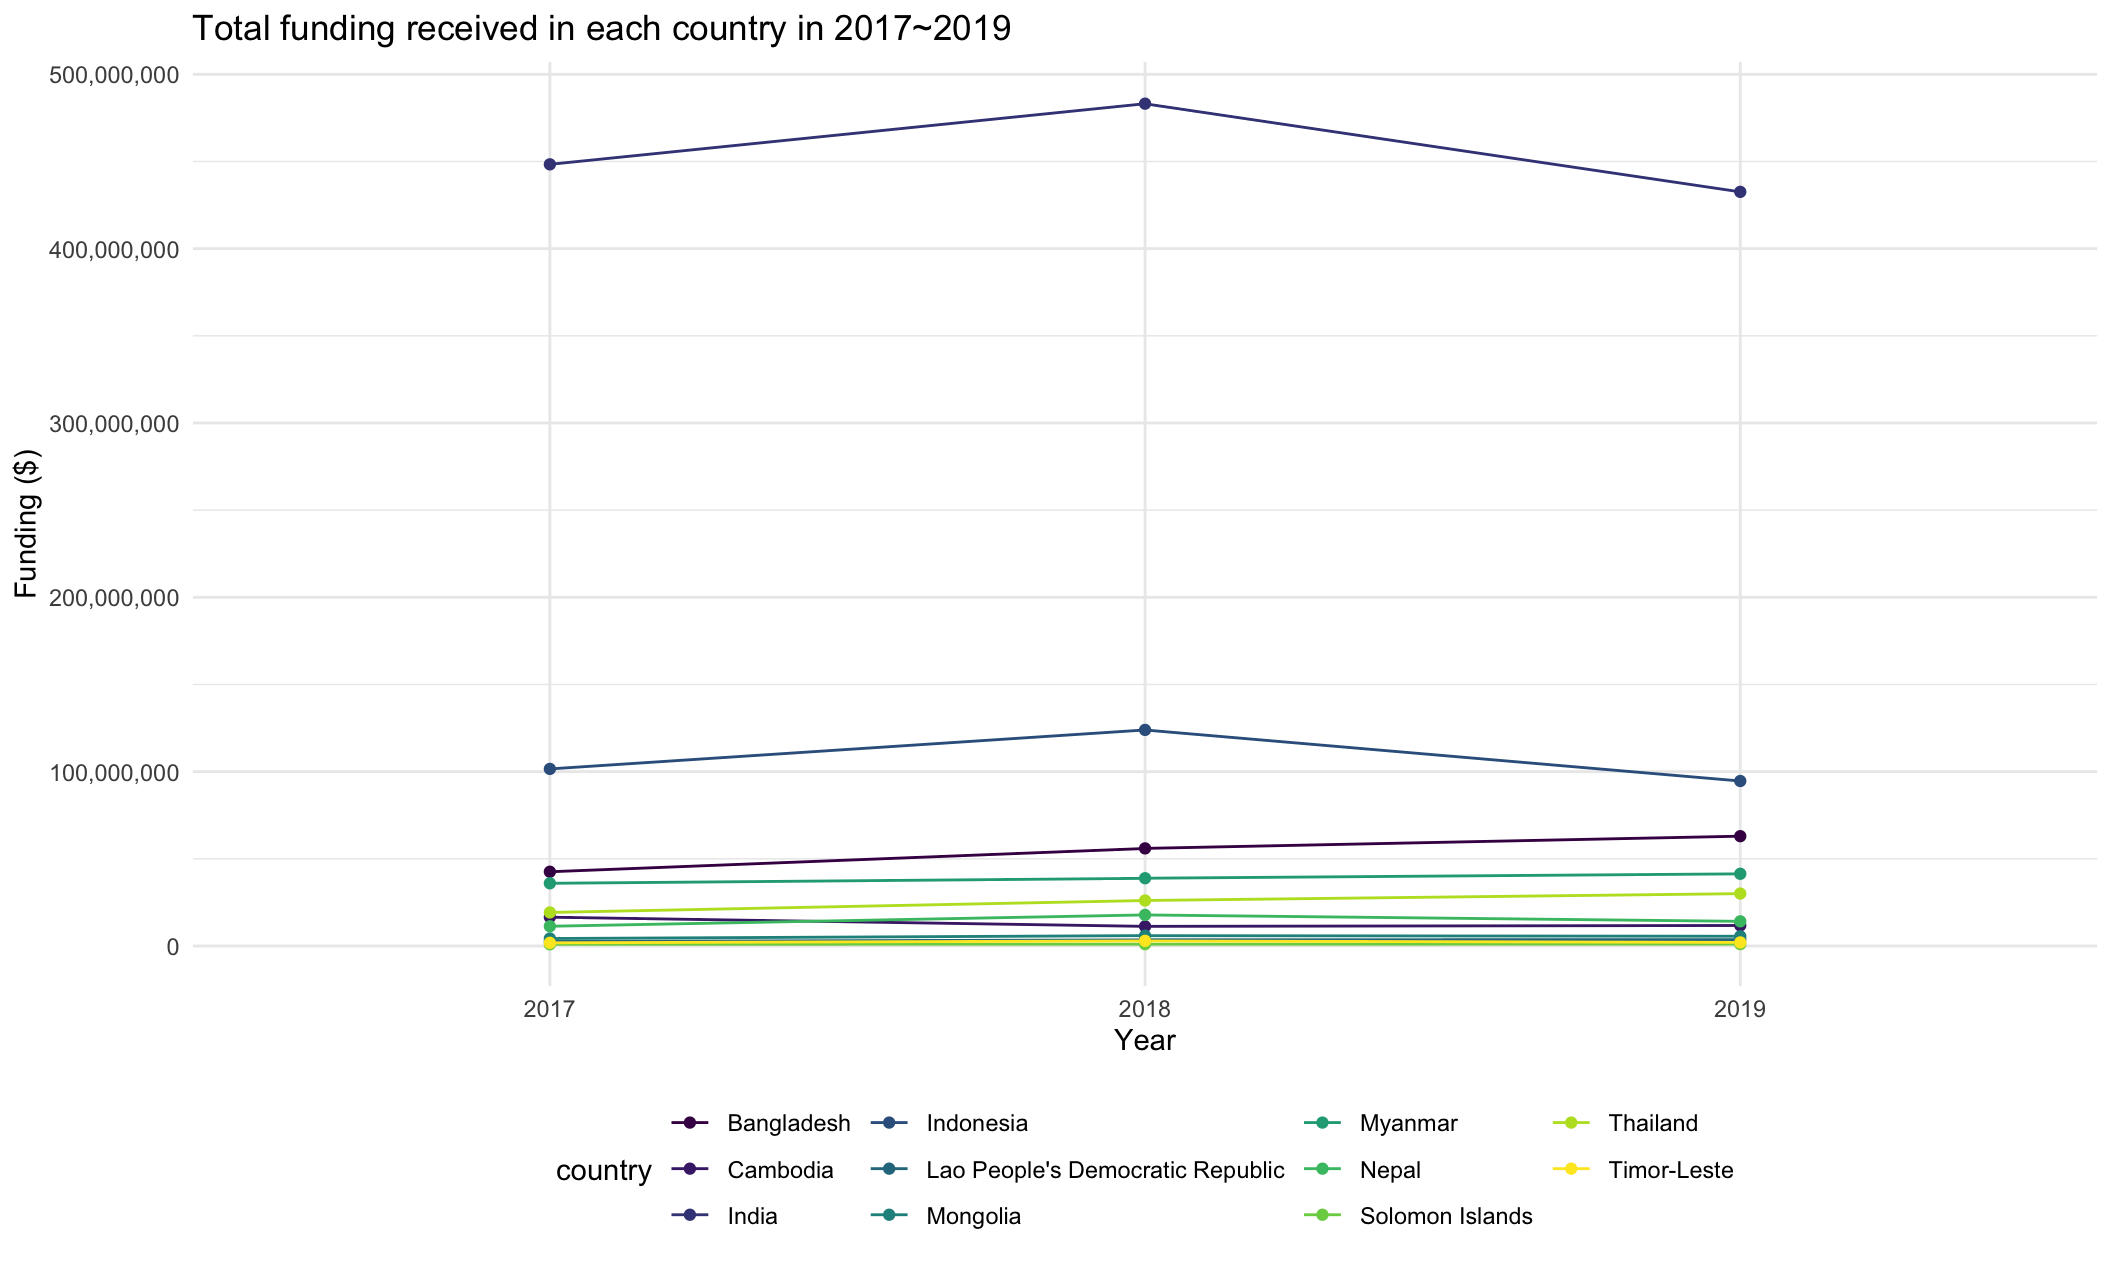 Total funding received in each country in 2017~2019
500,000,000
400,000,000
300,000,000
200,000,000
100,000,000
0
Funding ($)
2017 2018 2019
Year
country
Bangladesh Indonesia Myanmar Thailand
Cambodia Lao People's Democratic Republic Nepal Timor-Leste
India Mongolia Solomon Islands